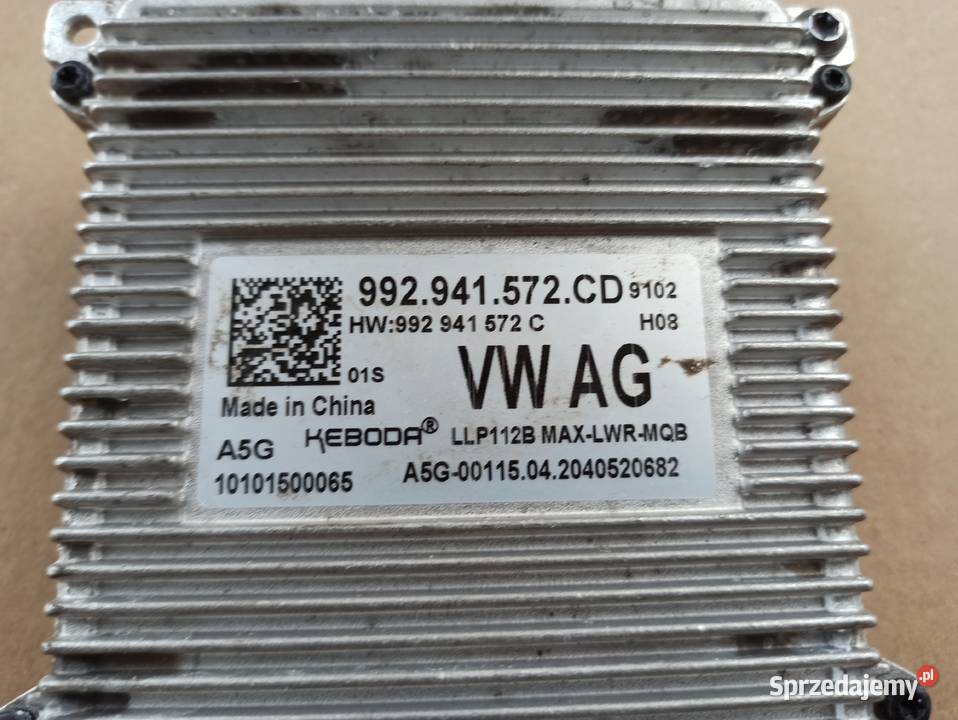 992.941.572.CD 9102
HW:992 941 572 C H08
01S VW AG
Made in China
A5G KEBODA® LLP112B MAX-LWR-MQB
10101500065 A5G-00115.04.2040520682
Sprzedajemy.pl